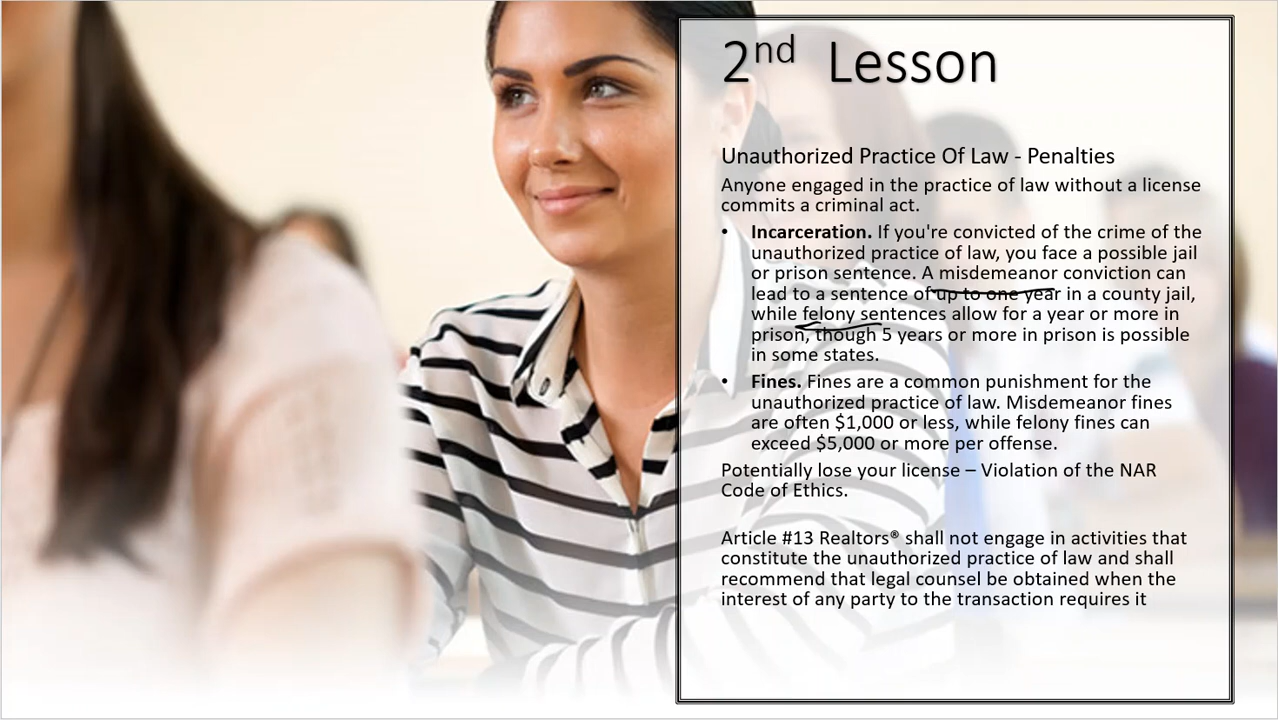 2nd Lesson
Unauthorized Practice Of Law - Penalties
Anyone engaged in the practice of law without a license
commits a criminal act.
• Incarceration. If you're convicted of the crime of the
unauthorized practice of law, you face a possible jail
or prison sentence. A misdemeanor conviction can
lead to a sentence of up to one year in a county jail,
while felony sentences allow for a year or more in
prison, though 5 years or more in prison is possible
in some states.
• Fines. Fines are a common punishment for the
unauthorized practice of law. Misdemeanor fines
are often $1,000 or less, while felony fines can
exceed $5,000 or more per offense.
Potentially lose your license – Violation of the NAR
Code of Ethics.
Article #13 Realtors® shall not engage in activities that
constitute the unauthorized practice of law and shall
recommend that legal counsel be obtained when the
interest of any party to the transaction requires it